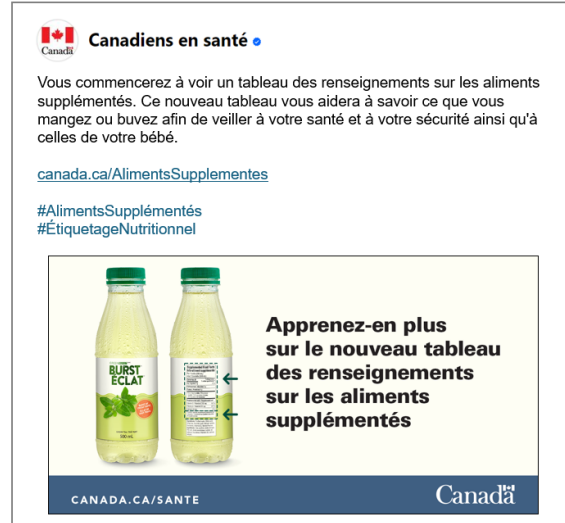 Canada
Canadiens en santé
Vous commencerez à voir un tableau des renseignements sur les aliments
supplémentés. Ce nouveau tableau vous aidera à savoir ce que vous
mangez ou buvez afin de veiller à votre santé et à votre sécurité ainsi qu'à
celles de votre bébé.
canada.ca/AlimentsSupplementes
#AlimentsSupplémentés
#ÉtiquetageNutritionnel
BURST
ÉCLAT
500 mL
Apprenez-en plus
sur le nouveau tableau
des renseignements
sur les aliments
supplémentés
CANADA.CA/SANTE
Canada